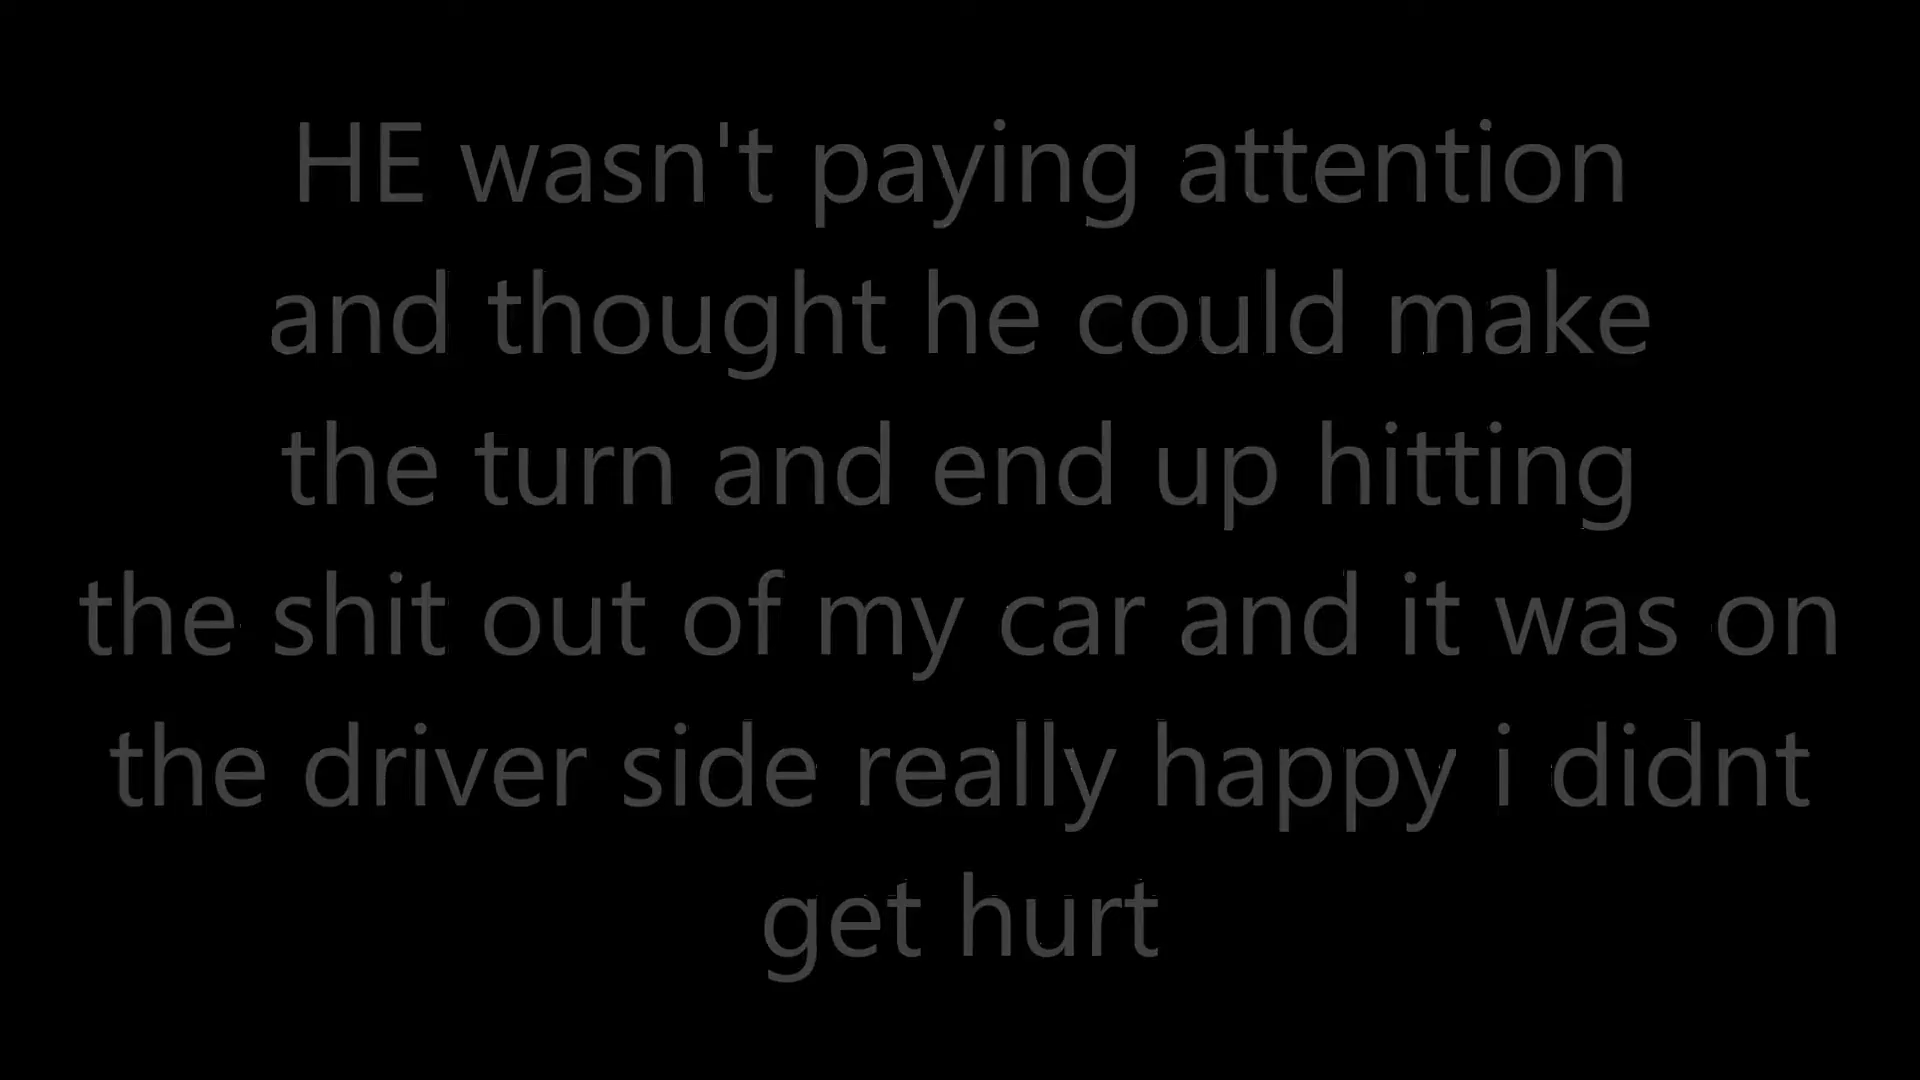 HE wasn't paying attention
and thought he could make
the turn and end up hitting
the shit out of my car and it was on
the driver side really happy i didnt
get hurt